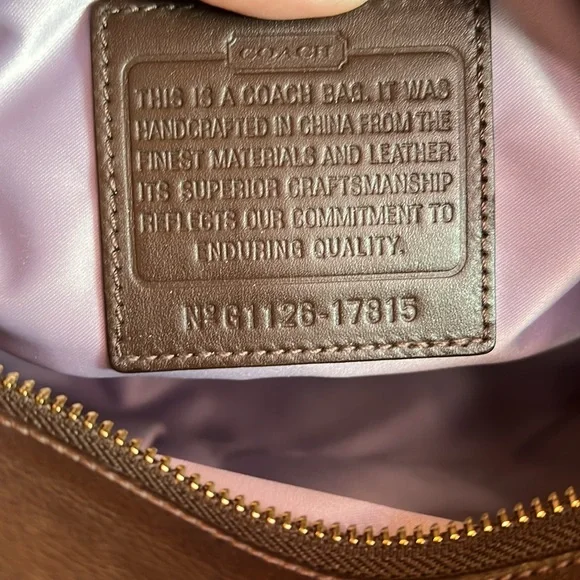 COACH
THIS IS A COACH BAG. IT WAS
HANDCRAFTED IN CHINA FROM THE
FINEST MATERIALS AND LEATHER.
ITS SUPERIOR CRAFTSMANSHIP
REFLECTS OUR COMMITMENT TO
ENDURING QUALITY.
Nº G1126-17815